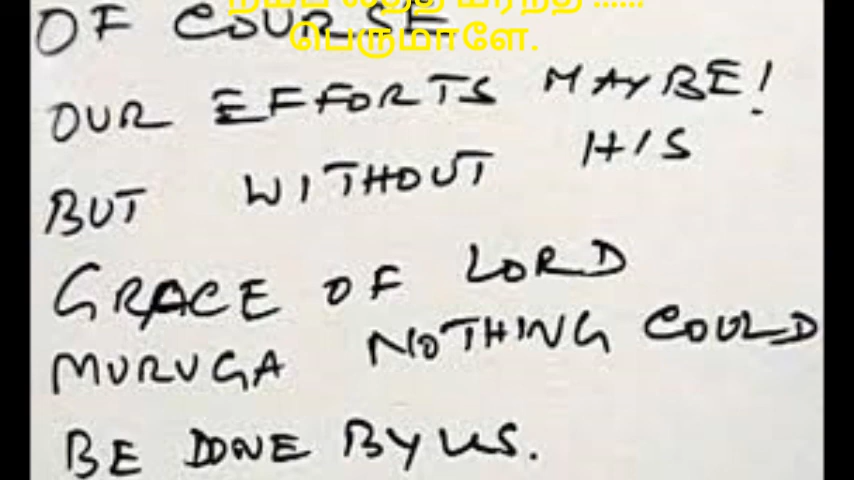 OF COURSE
பெருமாளே.
OUR EFFORTS MAYBE!
BUT WITHOUT HIS
GRACE OF LORD
MURUGA NOTHING COULD
BE DONE BY US.